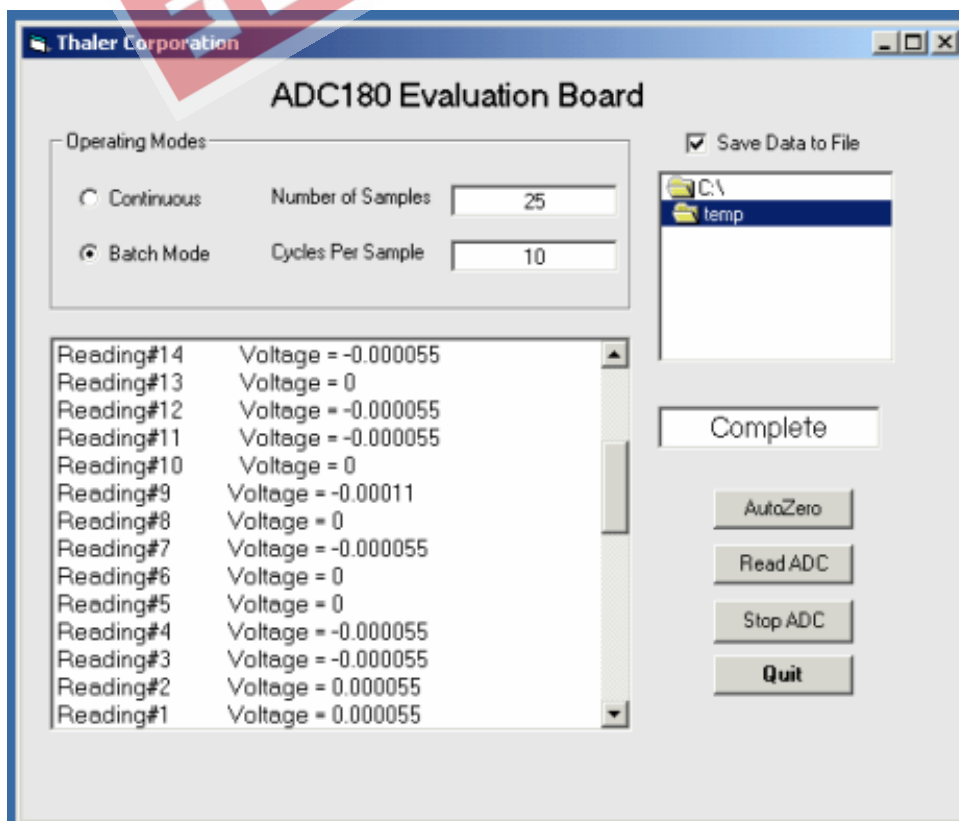 Thaler Corporation
ADC180 Evaluation Board
Operating Modes
Continuous
Number of Samples
25
Batch Mode
Cycles Per Sample
10
Save Data to File
C:\
temp
Reading#14 Voltage = -0.000055
Reading#13 Voltage = 0
Reading#12 Voltage = -0.000055
Reading#11 Voltage = -0.000055
Reading#10 Voltage = 0
Reading#9 Voltage = -0.00011
Reading#8 Voltage = 0
Reading#7 Voltage = -0.000055
Reading#6 Voltage = 0
Reading#5 Voltage = 0
Reading#4 Voltage = -0.000055
Reading#3 Voltage = -0.000055
Reading#2 Voltage = 0.000055
Reading#1 Voltage = 0.000055
Complete
AutoZero
Read ADC
Stop ADC
Quit